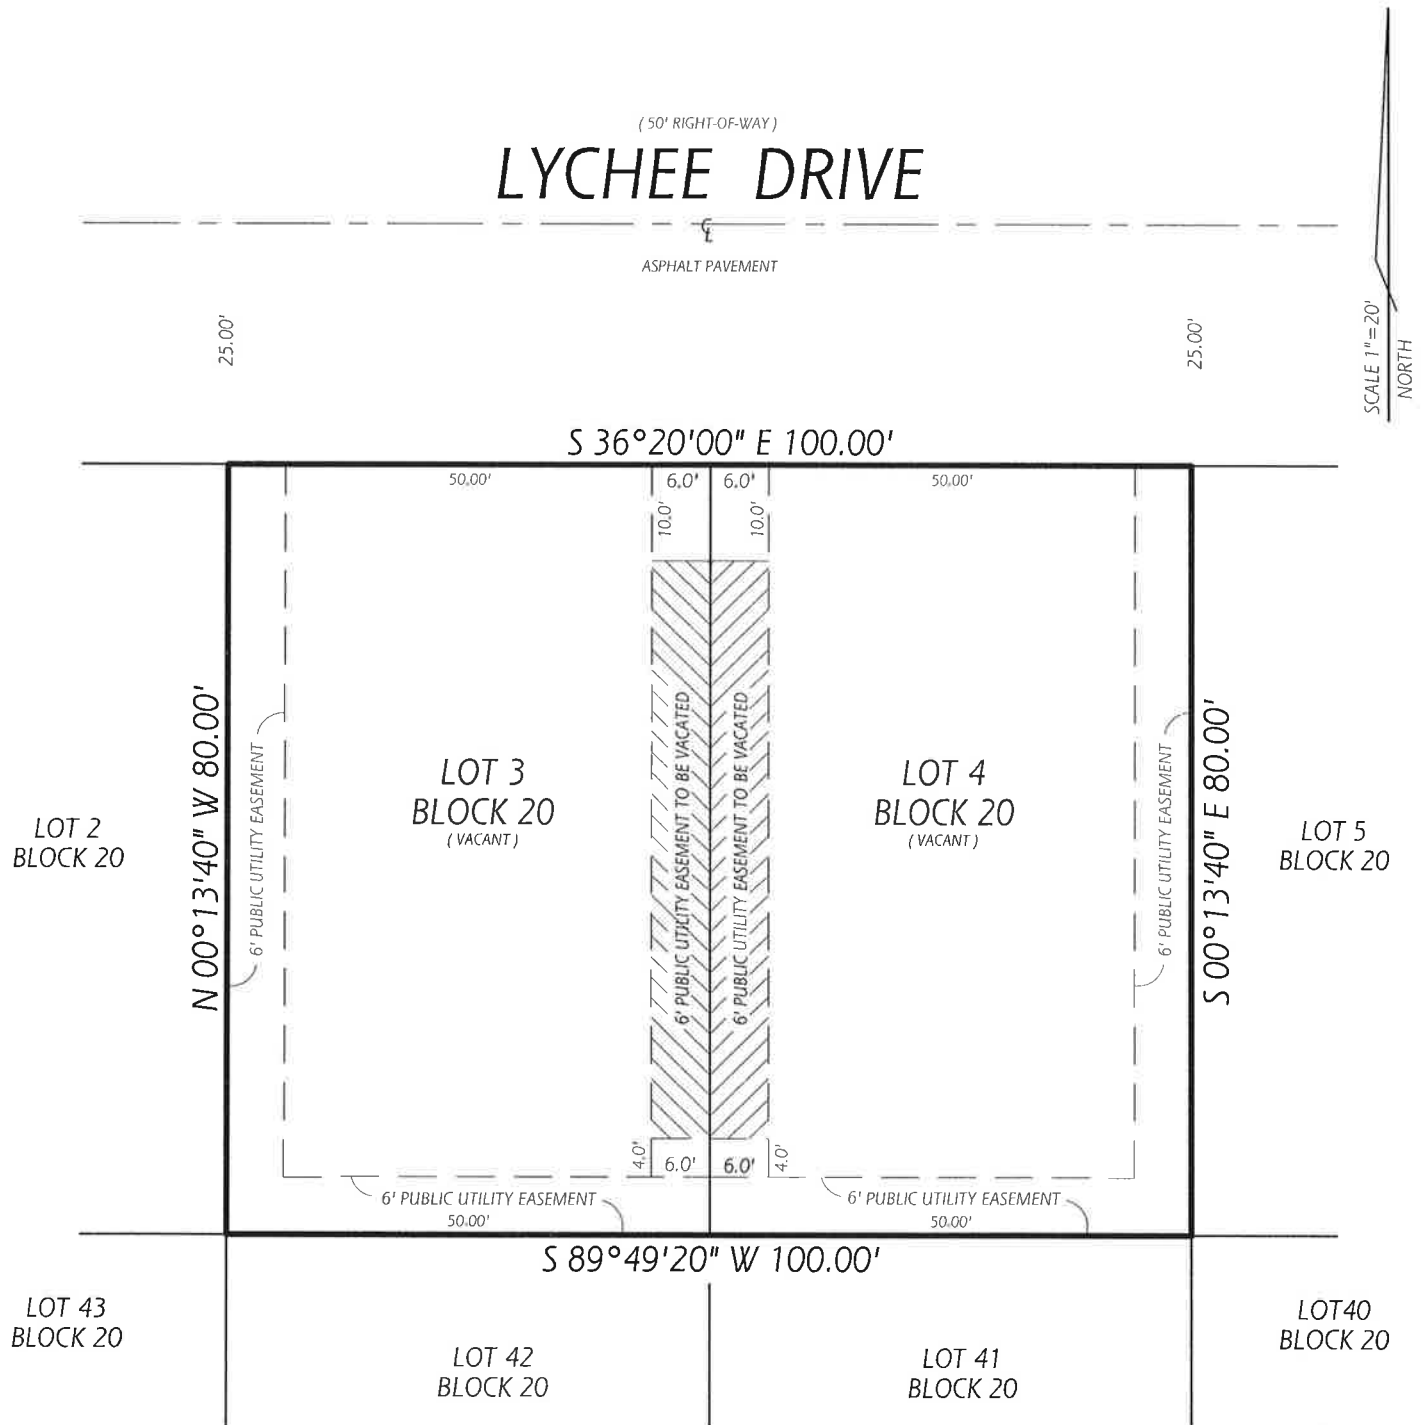 ( 50' RIGHT-OF-WAY )
LYCHEE DRIVE
℄
ASPHALT PAVEMENT
25.00'
25.00'
SCALE 1"=20'
NORTH
S 36°20'00" E 100.00'
50.00'
6.0'
6.0'
50.00'
10.0'
10.0'
N 00°13'40" W 80.00'
6' PUBLIC UTILITY EASEMENT
LOT 3
BLOCK 20
( VACANT )
6' PUBLIC UTILITY EASEMENT TO BE VACATED
6' PUBLIC UTILITY EASEMENT TO BE VACATED
LOT 4
BLOCK 20
( VACANT )
6' PUBLIC UTILITY EASEMENT
S 00°13'40" E 80.00'
LOT 2
BLOCK 20
LOT 5
BLOCK 20
4.0'
6.0'
6.0'
4.0'
6' PUBLIC UTILITY EASEMENT
50.00'
6' PUBLIC UTILITY EASEMENT
50.00'
S 89°49'20" W 100.00'
LOT 43
BLOCK 20
LOT 42
BLOCK 20
LOT 41
BLOCK 20
LOT40
BLOCK 20